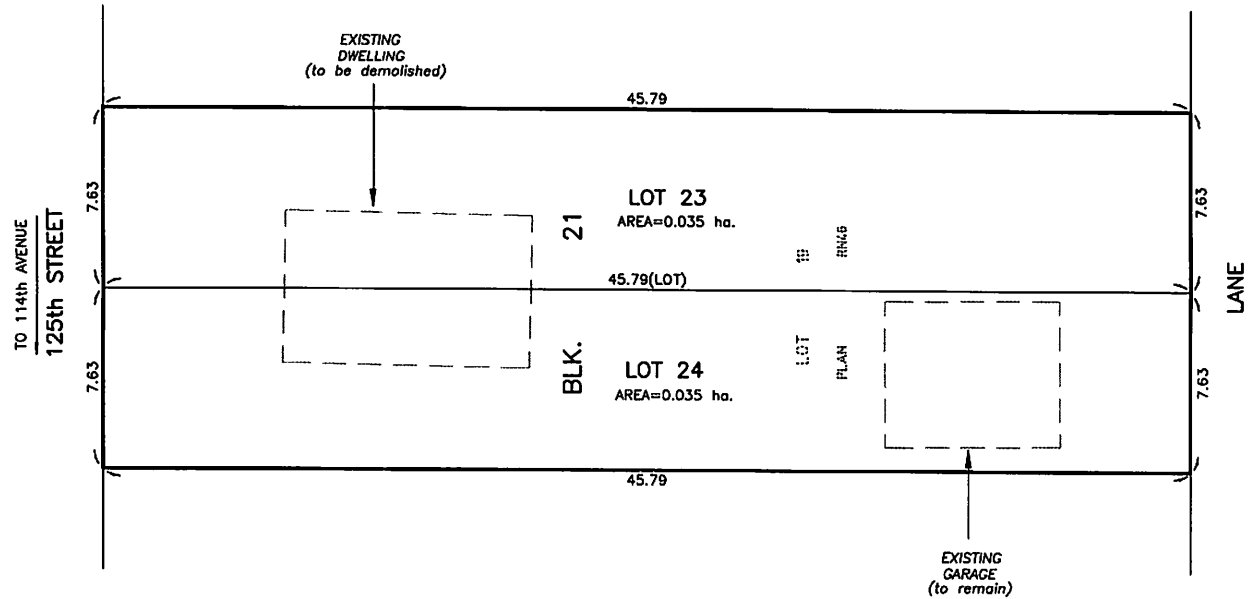 EXISTING
DWELLING
(to be demolished)
45.79
7.63
LOT 23
AREA=0.035 ha.
7.63
TO 114th AVENUE
125th STREET
BLK. 21
LOT 19
PLAN RN46
45.79(LOT)
LANE
7.63
LOT 24
AREA=0.035 ha.
7.63
45.79
EXISTING
GARAGE
(to remain)